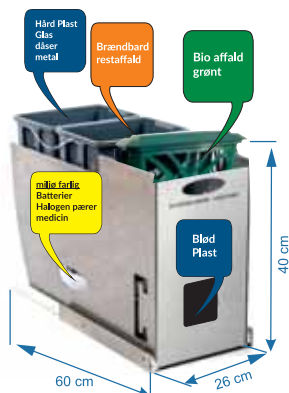 Hård Plast
Glas
dåser
metal
Brændbard
restaffald
Bio affald
grønt
miljø farlig
Batterier
Halogen pærer
medicin
Blød
Plast
40 cm
60 cm
26 cm